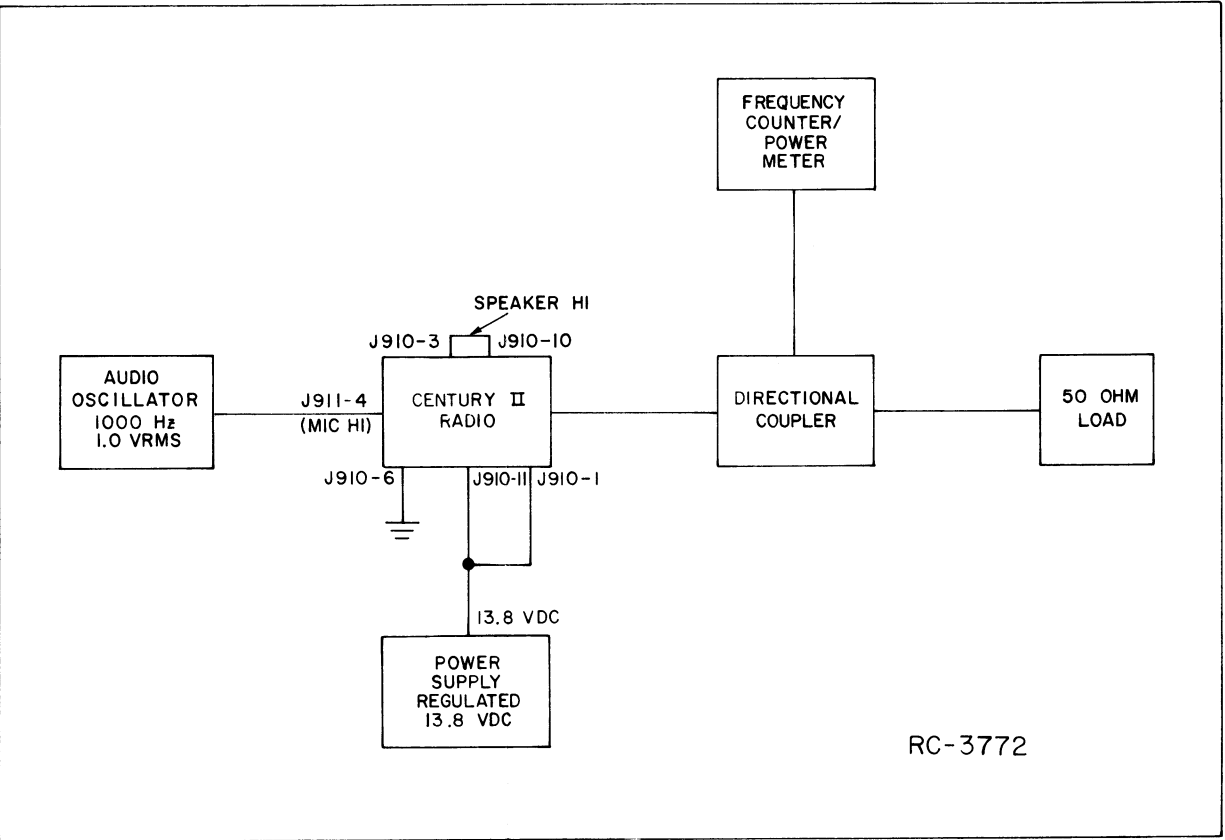 FREQUENCY
COUNTER/
POWER
METER
SPEAKER HI
J910-3
J910-10
AUDIO
OSCILLATOR
1000 Hz
1.0 VRMS
J911-4
(MIC HI)
CENTURY II
RADIO
DIRECTIONAL
COUPLER
50 OHM
LOAD
J910-6
J910-11
J910-1
13.8 VDC
POWER
SUPPLY
REGULATED
13.8 VDC
RC-3772